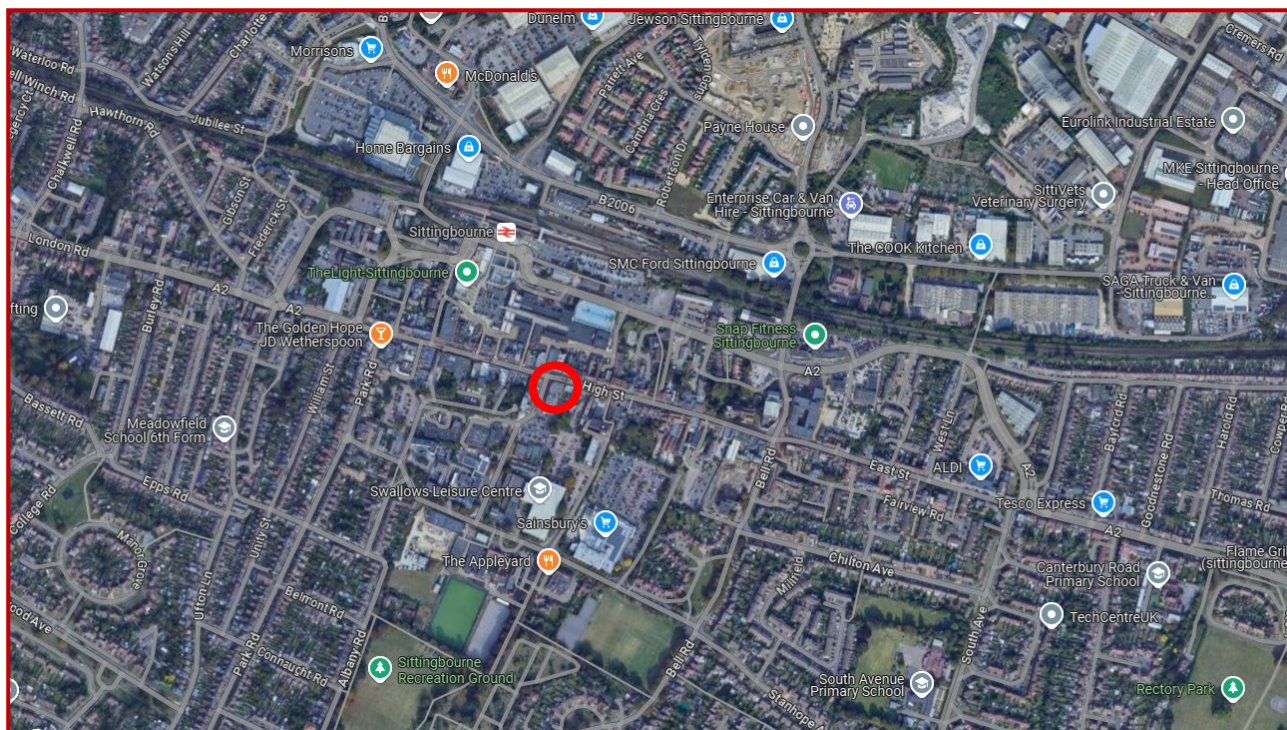 Dunelm
Jewson Sittingbourne
Cremers Rd
Waterloo Rd
Watsons Hill
Charlotte
Morrisons
McDonald's
Trylden
Parrett Ave
Cambria Cres
Payne House
Eurolink Industrial Estate
ell Winch Rd
Hawthorn Rd
Jubilee St
Home Bargains
Robertson Dr
MKE Sittingbourne
- Head Office
SittiVets
Veterinary Surgery
egency Ct
Chalkwell Rd
Gibson St
Frederick St
B2006
Enterprise Car & Van
Hire - Sittingbourne
London Rd
Sittingbourne
The COOK Kitchen
TheLight-Sittingbourne
SMC Ford Sittingbourne
SAGA Truck & Van
-Sittingbourne...
A2
A2
fting
Burley Rd
The Golden Hope
- JD Wetherspoon
Snap Fitness
Sittingbourne
A2
High St
William St
Park Rd
Bassett Rd
Meadowfield
School 6th Form
West Ln
Bayford Rd
Goodnestone Rd
Harold Rd
Cowper
Bell Rd
East St
ALDI
A2
College Rd
Epps Rd
Swallows Leisure Centre
Fairview Rd
Tesco Express
Thomas Rd
Sainsbury's
A2
Manor Grove
Unity St
The Appleyard
Chilton Ave
Flame Gri
(sittingbourne
Canterbury Road
Primary School
Ufton Ln
Belmont Rd
Millfield
TechCentreUK
ood Ave
Connaught Rd
Park Rd
Albany Rd
Bell Rd
South Ave
Sittingbourne
Recreation Ground
South Avenue
Primary School
Stanhope A
Rectory Park